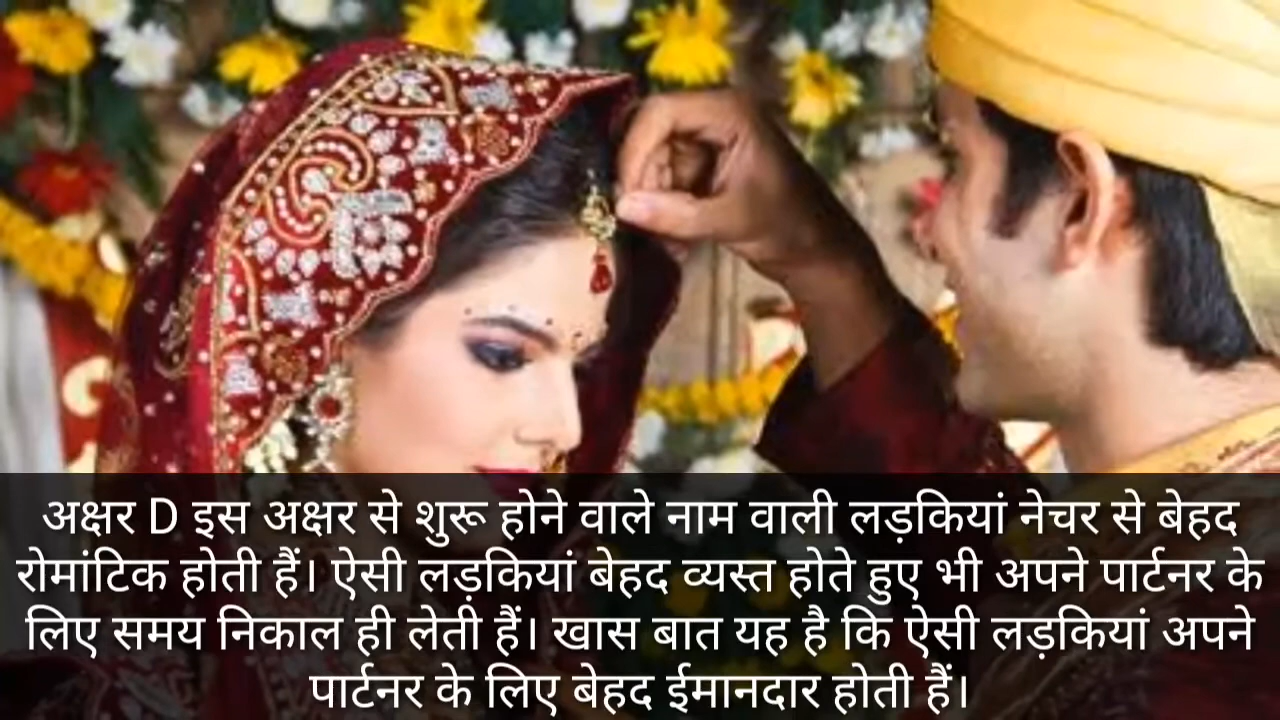 अक्षर D इस अक्षर से शुरू होने वाले नाम वाली लड़कियां नेचर से बेहद
रोमांटिक होती हैं। ऐसी लड़कियां बेहद व्यस्त होते हुए भी अपने पार्टनर के
लिए समय निकाल ही लेती हैं। खास बात यह है कि ऐसी लड़कियां अपने
पार्टनर के लिए बेहद ईमानदार होती हैं।